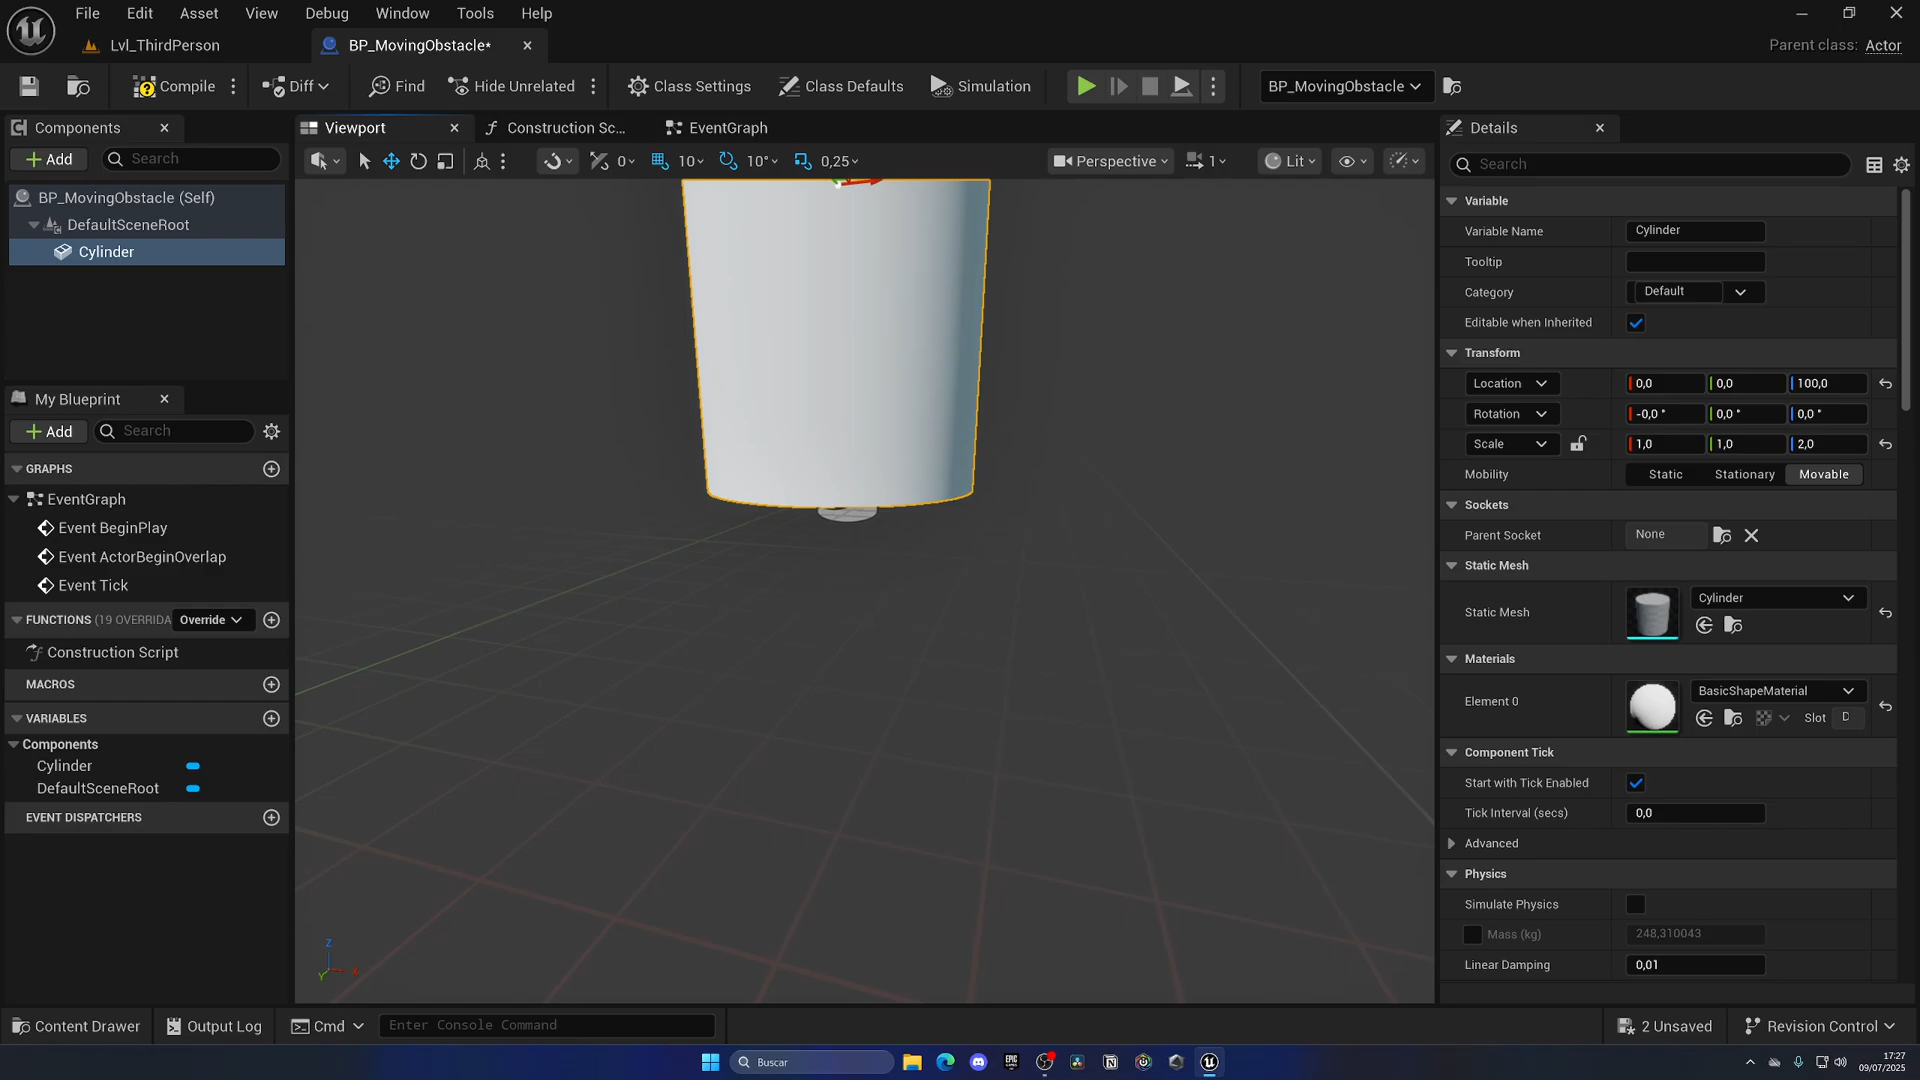 File Edit Asset View Debug Window Tools Help
Lvl_ThirdPerson
BP_MovingObstacle*
Parent class: Actor
Compile
Diff
Find
Hide Unrelated
Class Settings
Class Defaults
Simulation
BP_MovingObstacle
Components
Add
Search
BP_MovingObstacle (Self)
DefaultSceneRoot
Cylinder
My Blueprint
Add
Search
GRAPHS
EventGraph
Event BeginPlay
Event ActorBeginOverlap
Event Tick
FUNCTIONS (19 OVERRIDA
Override
Construction Script
MACROS
VARIABLES
Components
Cylinder
DefaultSceneRoot
EVENT DISPATCHERS
Viewport
Construction Sc...
EventGraph
0
10
10°
0,25
Perspective
1
Lit
Z
X
Y
Details
Search
Variable
Variable Name Cylinder
Tooltip
Category Default
Editable when Inherited
Transform
Location 0,0 0,0 100,0
Rotation -0,0 ° 0,0 ° 0,0 °
Scale 1,0 1,0 2,0
Mobility Static Stationary Movable
Sockets
Parent Socket None
Static Mesh
Static Mesh Cylinder
Materials
Element 0 BasicShapeMaterial
Slot D
Component Tick
Start with Tick Enabled
Tick Interval (secs) 0,0
Advanced
Physics
Simulate Physics
Mass (kg) 248,310043
Linear Damping 0,01
Content Drawer
Output Log
Cmd
Enter Console Command
2 Unsaved
Revision Control
Buscar
EPIC
17:27
09/07/2025